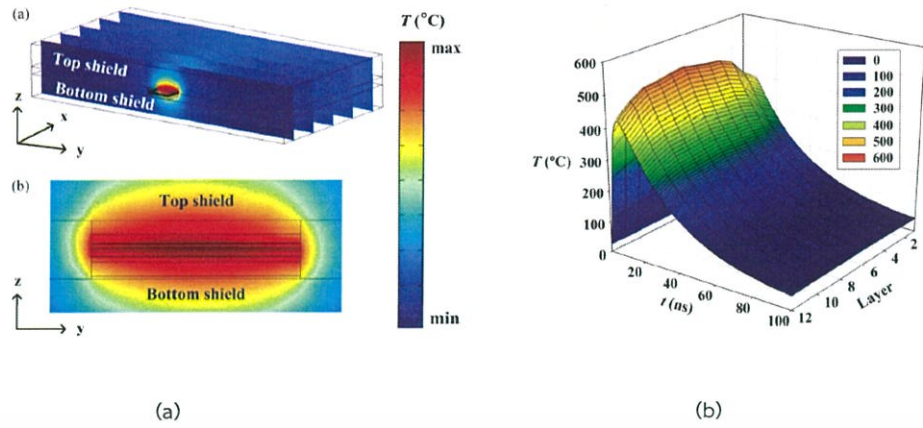 (a)
Top shield
Bottom shield
z
x
y
(b)
Top shield
Bottom shield
z
y
T (°C)
max
min
(a)
600
500
400
300
200
100
0
T (°C)
20
40
60
80
100
t (ns)
12
10
8
6
4
2
Layer
0
100
200
300
400
500
600
(b)